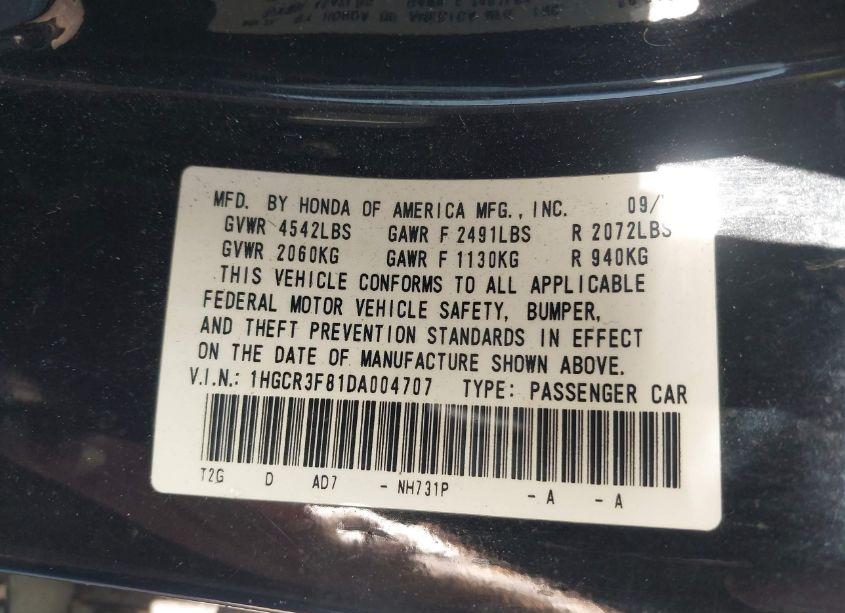 MFD. BY HONDA OF AMERICA MFG., INC. 09/
GVWR 4542LBS GAWR F 2491LBS R 2072LBS
GVWR 2060KG GAWR F 1130KG R 940KG
THIS VEHICLE CONFORMS TO ALL APPLICABLE
FEDERAL MOTOR VEHICLE SAFETY, BUMPER,
AND THEFT PREVENTION STANDARDS IN EFFECT
ON THE DATE OF MANUFACTURE SHOWN ABOVE.
V.I.N.: 1HGCR3F81DA004707 TYPE: PASSENGER CAR
T2G D AD7 - NH731P - A - A